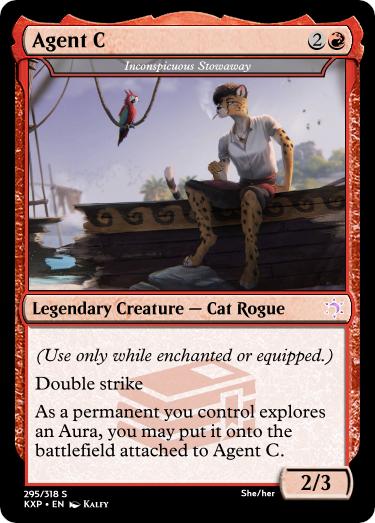 Agent C 2
Inconspicuous Stowaway
Legendary Creature — Cat Rogue
(Use only while enchanted or equipped.)
Double strike
As a permanent you control explores
an Aura, you may put it onto the
battlefield attached to Agent C.
2/3
295/318 S She/her
KXP • EN Kalfy